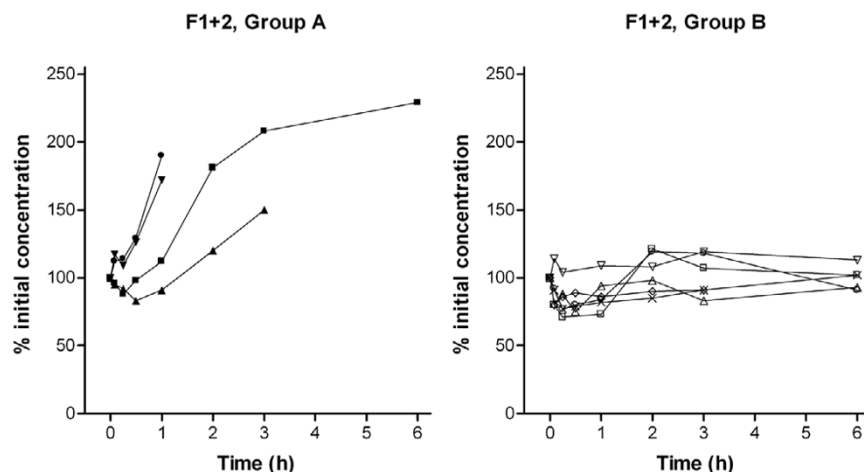 F1+2, Group A
% initial concentration
250
200
150
100
50
0
0 1 2 3 4 5 6
Time (h)
F1+2, Group B
% initial concentration
250
200
150
100
50
0
0 1 2 3 4 5 6
Time (h)